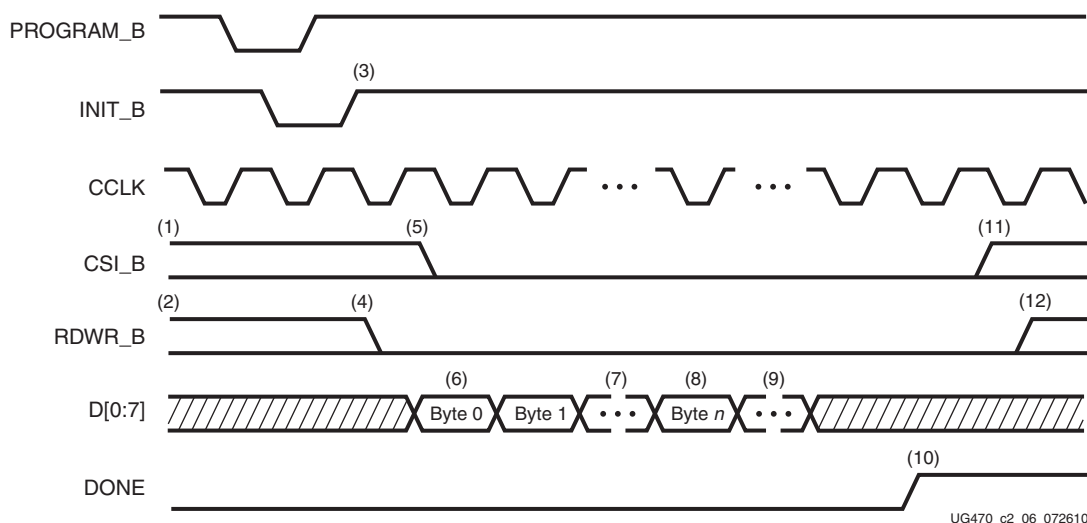 PROGRAM_B
(3)
INIT_B
CCLK
(1) (5) (11)
CSI_B
(2) (4) (12)
RDWR_B
(6) (7) (8) (9)
D[0:7] Byte 0 Byte 1 ••• Byte n •••
(10)
DONE
UG470_c2_06_072610